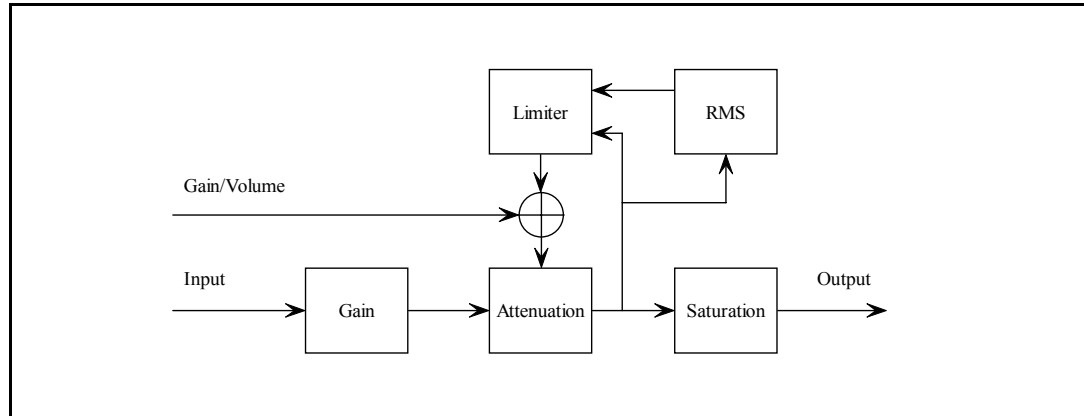 Limiter
RMS
Gain/Volume
Input
Output
Gain
Attenuation
Saturation